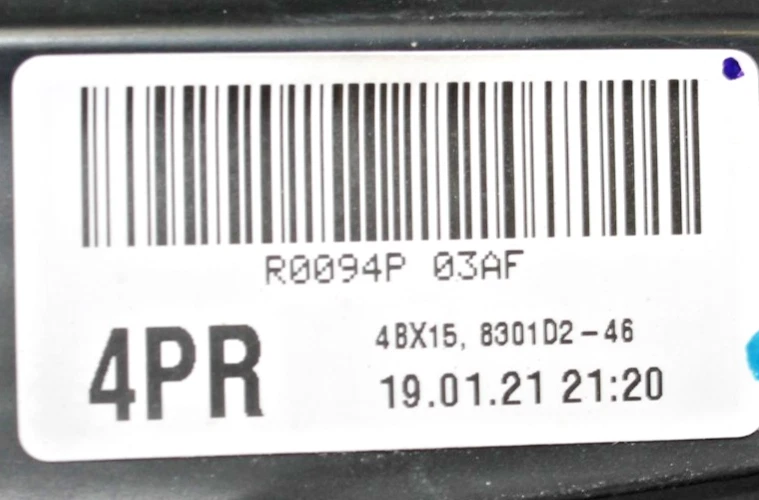 R0094P 03AF
4PR
4BX15, 8301D2-46
19.01.21 21:20